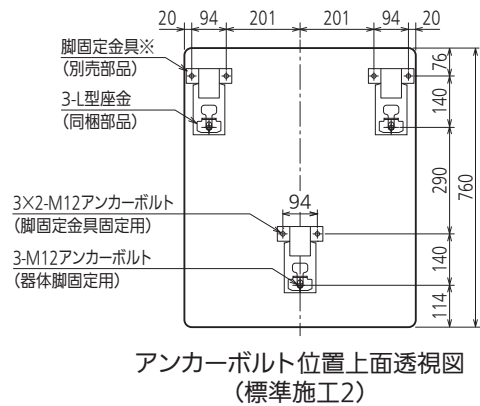 20 94 201 201 94 20
脚固定金具※
(別売部品)
3-L型座金
(同梱部品)
76
140
290
760
3×2-M12アンカーボルト
(脚固定金具固定用)
94
3-M12アンカーボルト
(器体脚固定用)
140
114
アンカーボルト位置上面透視図
(標準施工2)